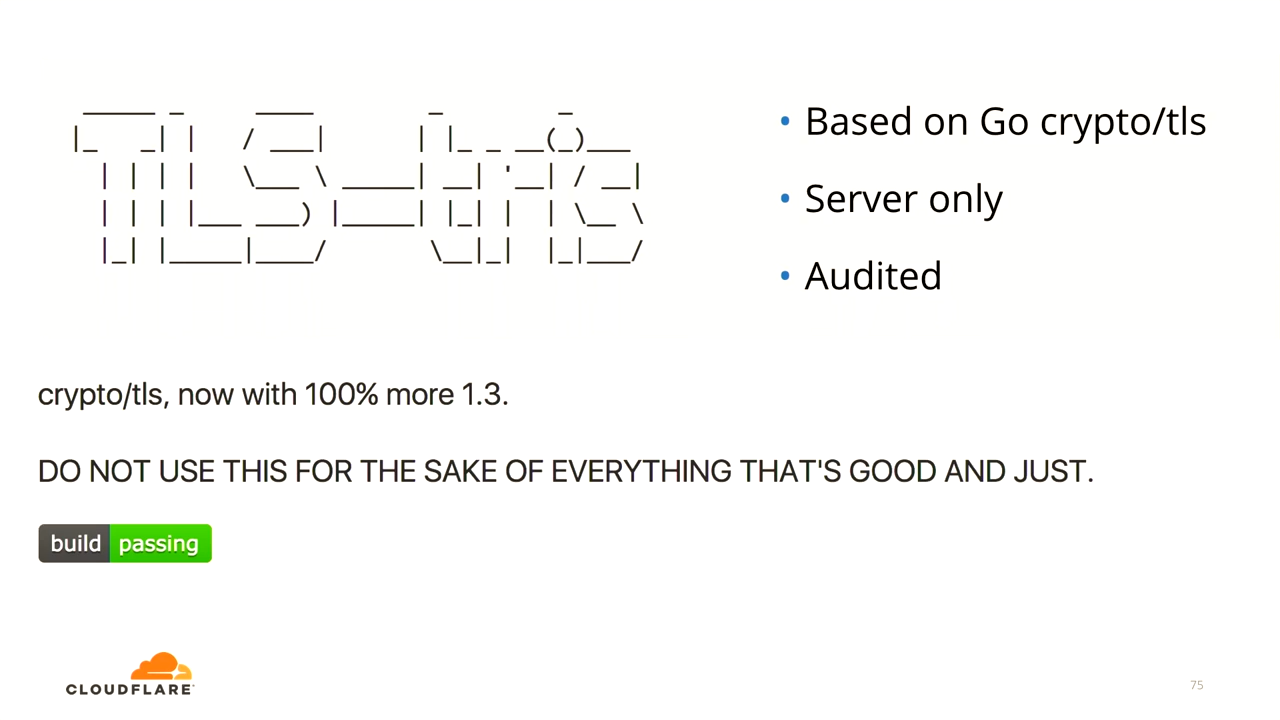 TLS-tris
• Based on Go crypto/tls
• Server only
• Audited
crypto/tls, now with 100% more 1.3.
DO NOT USE THIS FOR THE SAKE OF EVERYTHING THAT'S GOOD AND JUST.
build passing
CLOUDFLARE
75